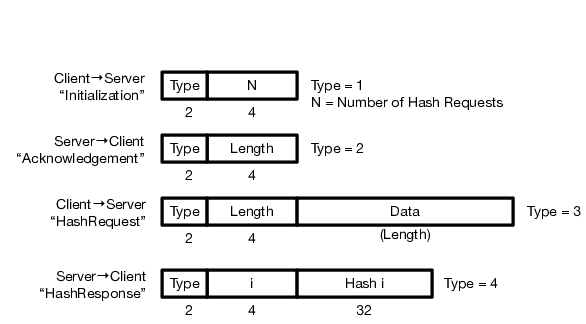 Client→Server
“Initialization”
Type N
2 4
Type = 1
N = Number of Hash Requests
Server→Client
“Acknowledgement”
Type Length
2 4
Type = 2
Client→Server
“HashRequest”
Type Length Data
2 4 (Length)
Type = 3
Server→Client
“HashResponse”
Type i Hash i
2 4 32
Type = 4